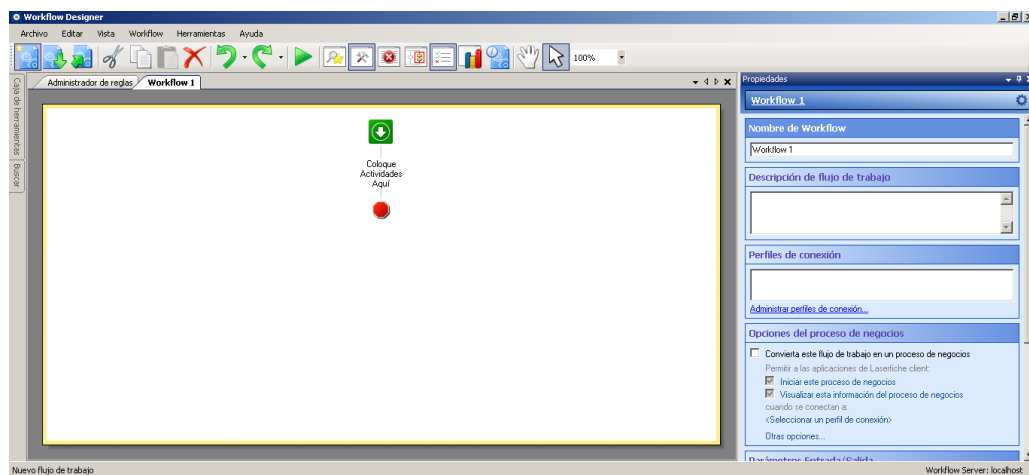 Workflow Designer
Archivo Editar Vista Workflow Herramientas Ayuda
100%
Caja de herramientas
Buscar
Administrador de reglas Workflow 1
Coloque
Actividades
Aquí
Propiedades
Workflow 1
Nombre de Workflow
Workflow 1
Descripción de flujo de trabajo
Perfiles de conexión
Administrar perfiles de conexión...
Opciones del proceso de negocios
Convierta este flujo de trabajo en un proceso de negocios
Permitir a las aplicaciones de Laserfiche client:
Iniciar este proceso de negocios
Visualizar esta información del proceso de negocios
cuando se conectan a:
<Seleccionar un perfil de conexión>
Otras opciones...
Parámetros Entrada/Salida
Nuevo flujo de trabajo
Workflow Server: localhost